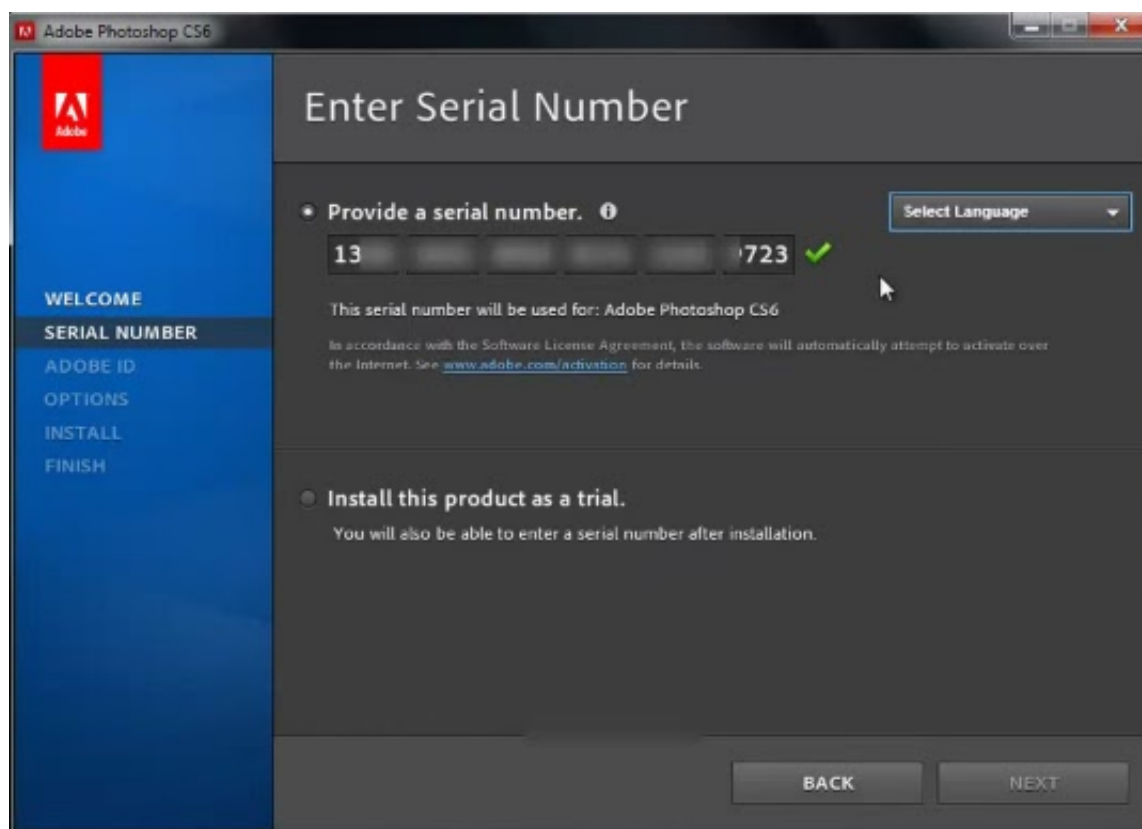 Adobe Photoshop CS6
Adobe
Enter Serial Number
Provide a serial number.
Select Language
13
723
This serial number will be used for: Adobe Photoshop CS6
In accordance with the Software License Agreement, the software will automatically attempt to activate over
the Internet. See www.adobe.com/activation for details.
WELCOME
SERIAL NUMBER
ADOBE ID
OPTIONS
INSTALL
FINISH
Install this product as a trial.
You will also be able to enter a serial number after installation.
BACK
NEXT